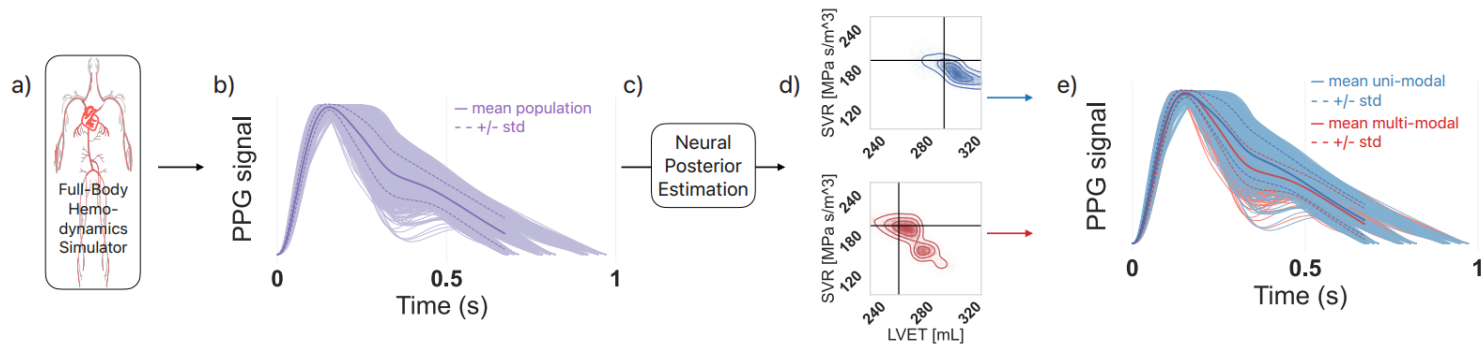 a)
Full-Body
Hemo-
dynamics
Simulator
b)
PPG signal
mean population
+/- std
0
0.5
1
Time (s)
c)
Neural
Posterior
Estimation
d)
SVR [MPa s/m^3]
240
180
120
240
280
320
SVR [MPa s/m^3]
240
180
120
240
280
320
LVET [mL]
e)
PPG signal
mean uni-modal
+/- std
mean multi-modal
+/- std
0
0.5
1
Time (s)